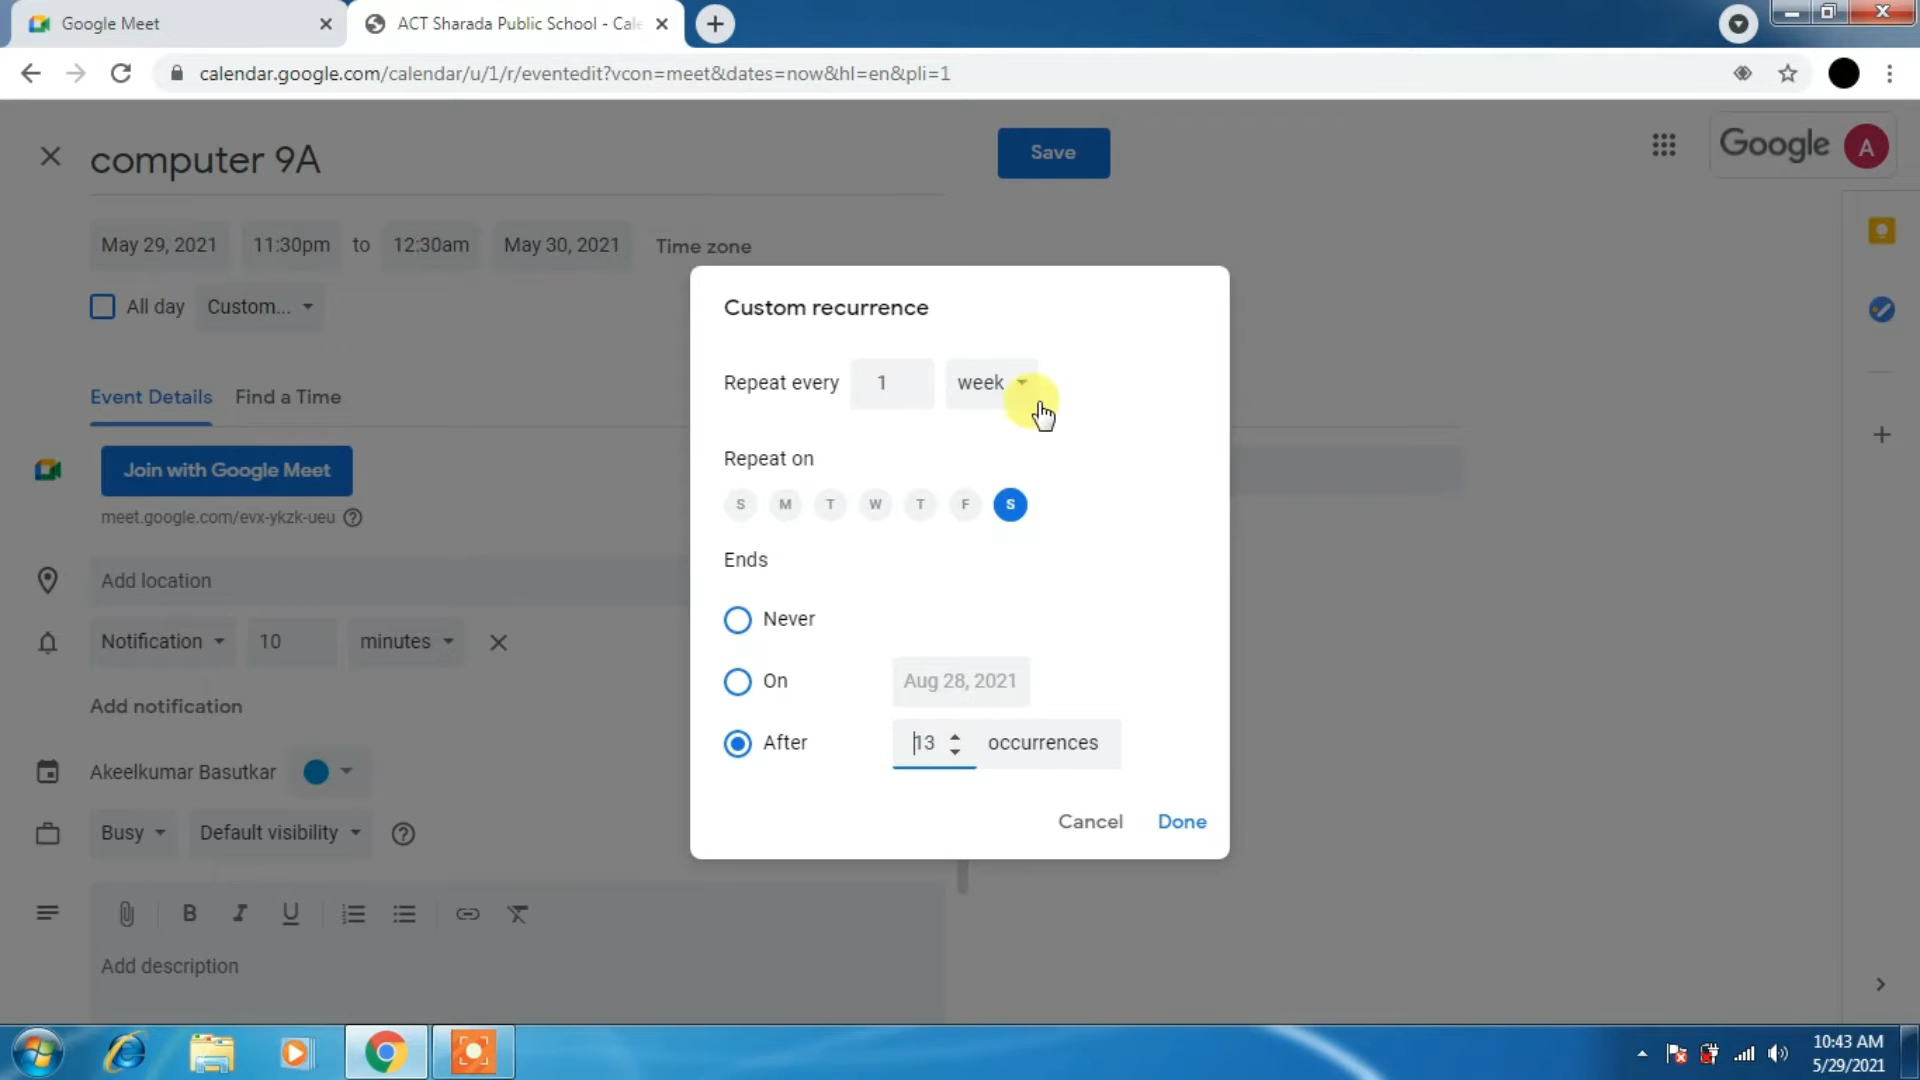 Google Meet
ACT Sharada Public School - Cale
calendar.google.com/calendar/u/1/r/eventedit?vcon=meet&dates=now&hl=en&pli=1
computer 9A
Save
Google
A
May 29, 2021
11:30pm
to
12:30am
May 30, 2021
Time zone
All day
Custom...
Event Details
Find a Time
Join with Google Meet
meet.google.com/evx-ykzk-ueu
Add location
Notification
10
minutes
Add notification
Akeelkumar Basutkar
Busy
Default visibility
B
I
U
Add description
Custom recurrence
Repeat every
1
week
Repeat on
S
M
T
W
T
F
S
Ends
Never
On
Aug 28, 2021
After
13
occurrences
Cancel
Done
10:43 AM
5/29/2021